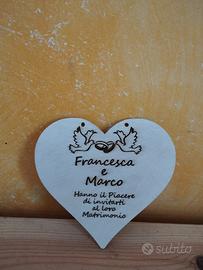 Francesca
e
Marco
Hanno il Piacere
di invitarti
al loro
Matrimonio
subito